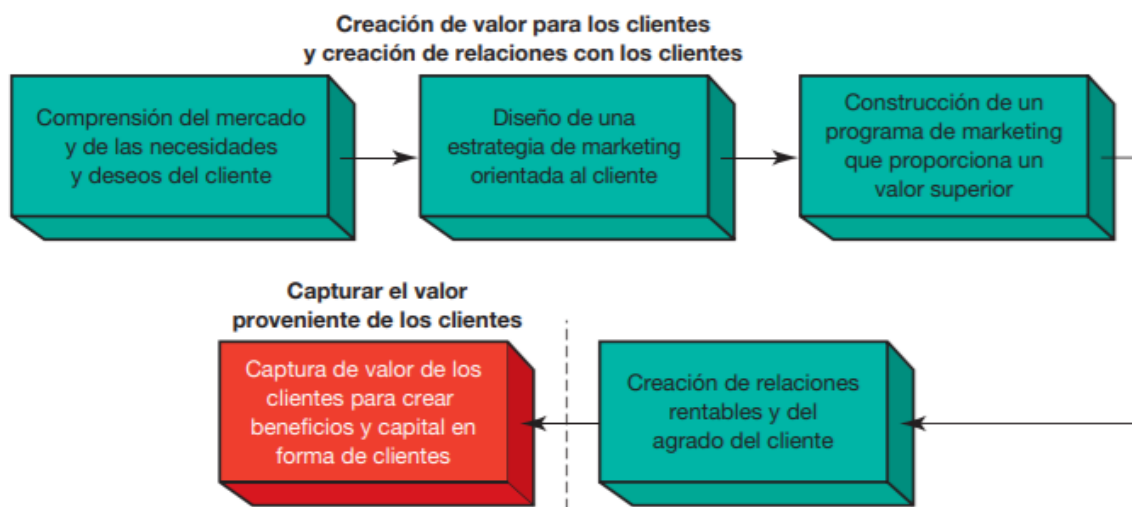 Creación de valor para los clientes
y creación de relaciones con los clientes
Comprensión del mercado
y de las necesidades
y deseos del cliente
Diseño de una
estrategia de marketing
orientada al cliente
Construcción de un
programa de marketing
que proporciona un
valor superior
Capturar el valor
proveniente de los clientes
Captura de valor de los
clientes para crear
beneficios y capital en
forma de clientes
Creación de relaciones
rentables y del
agrado del cliente